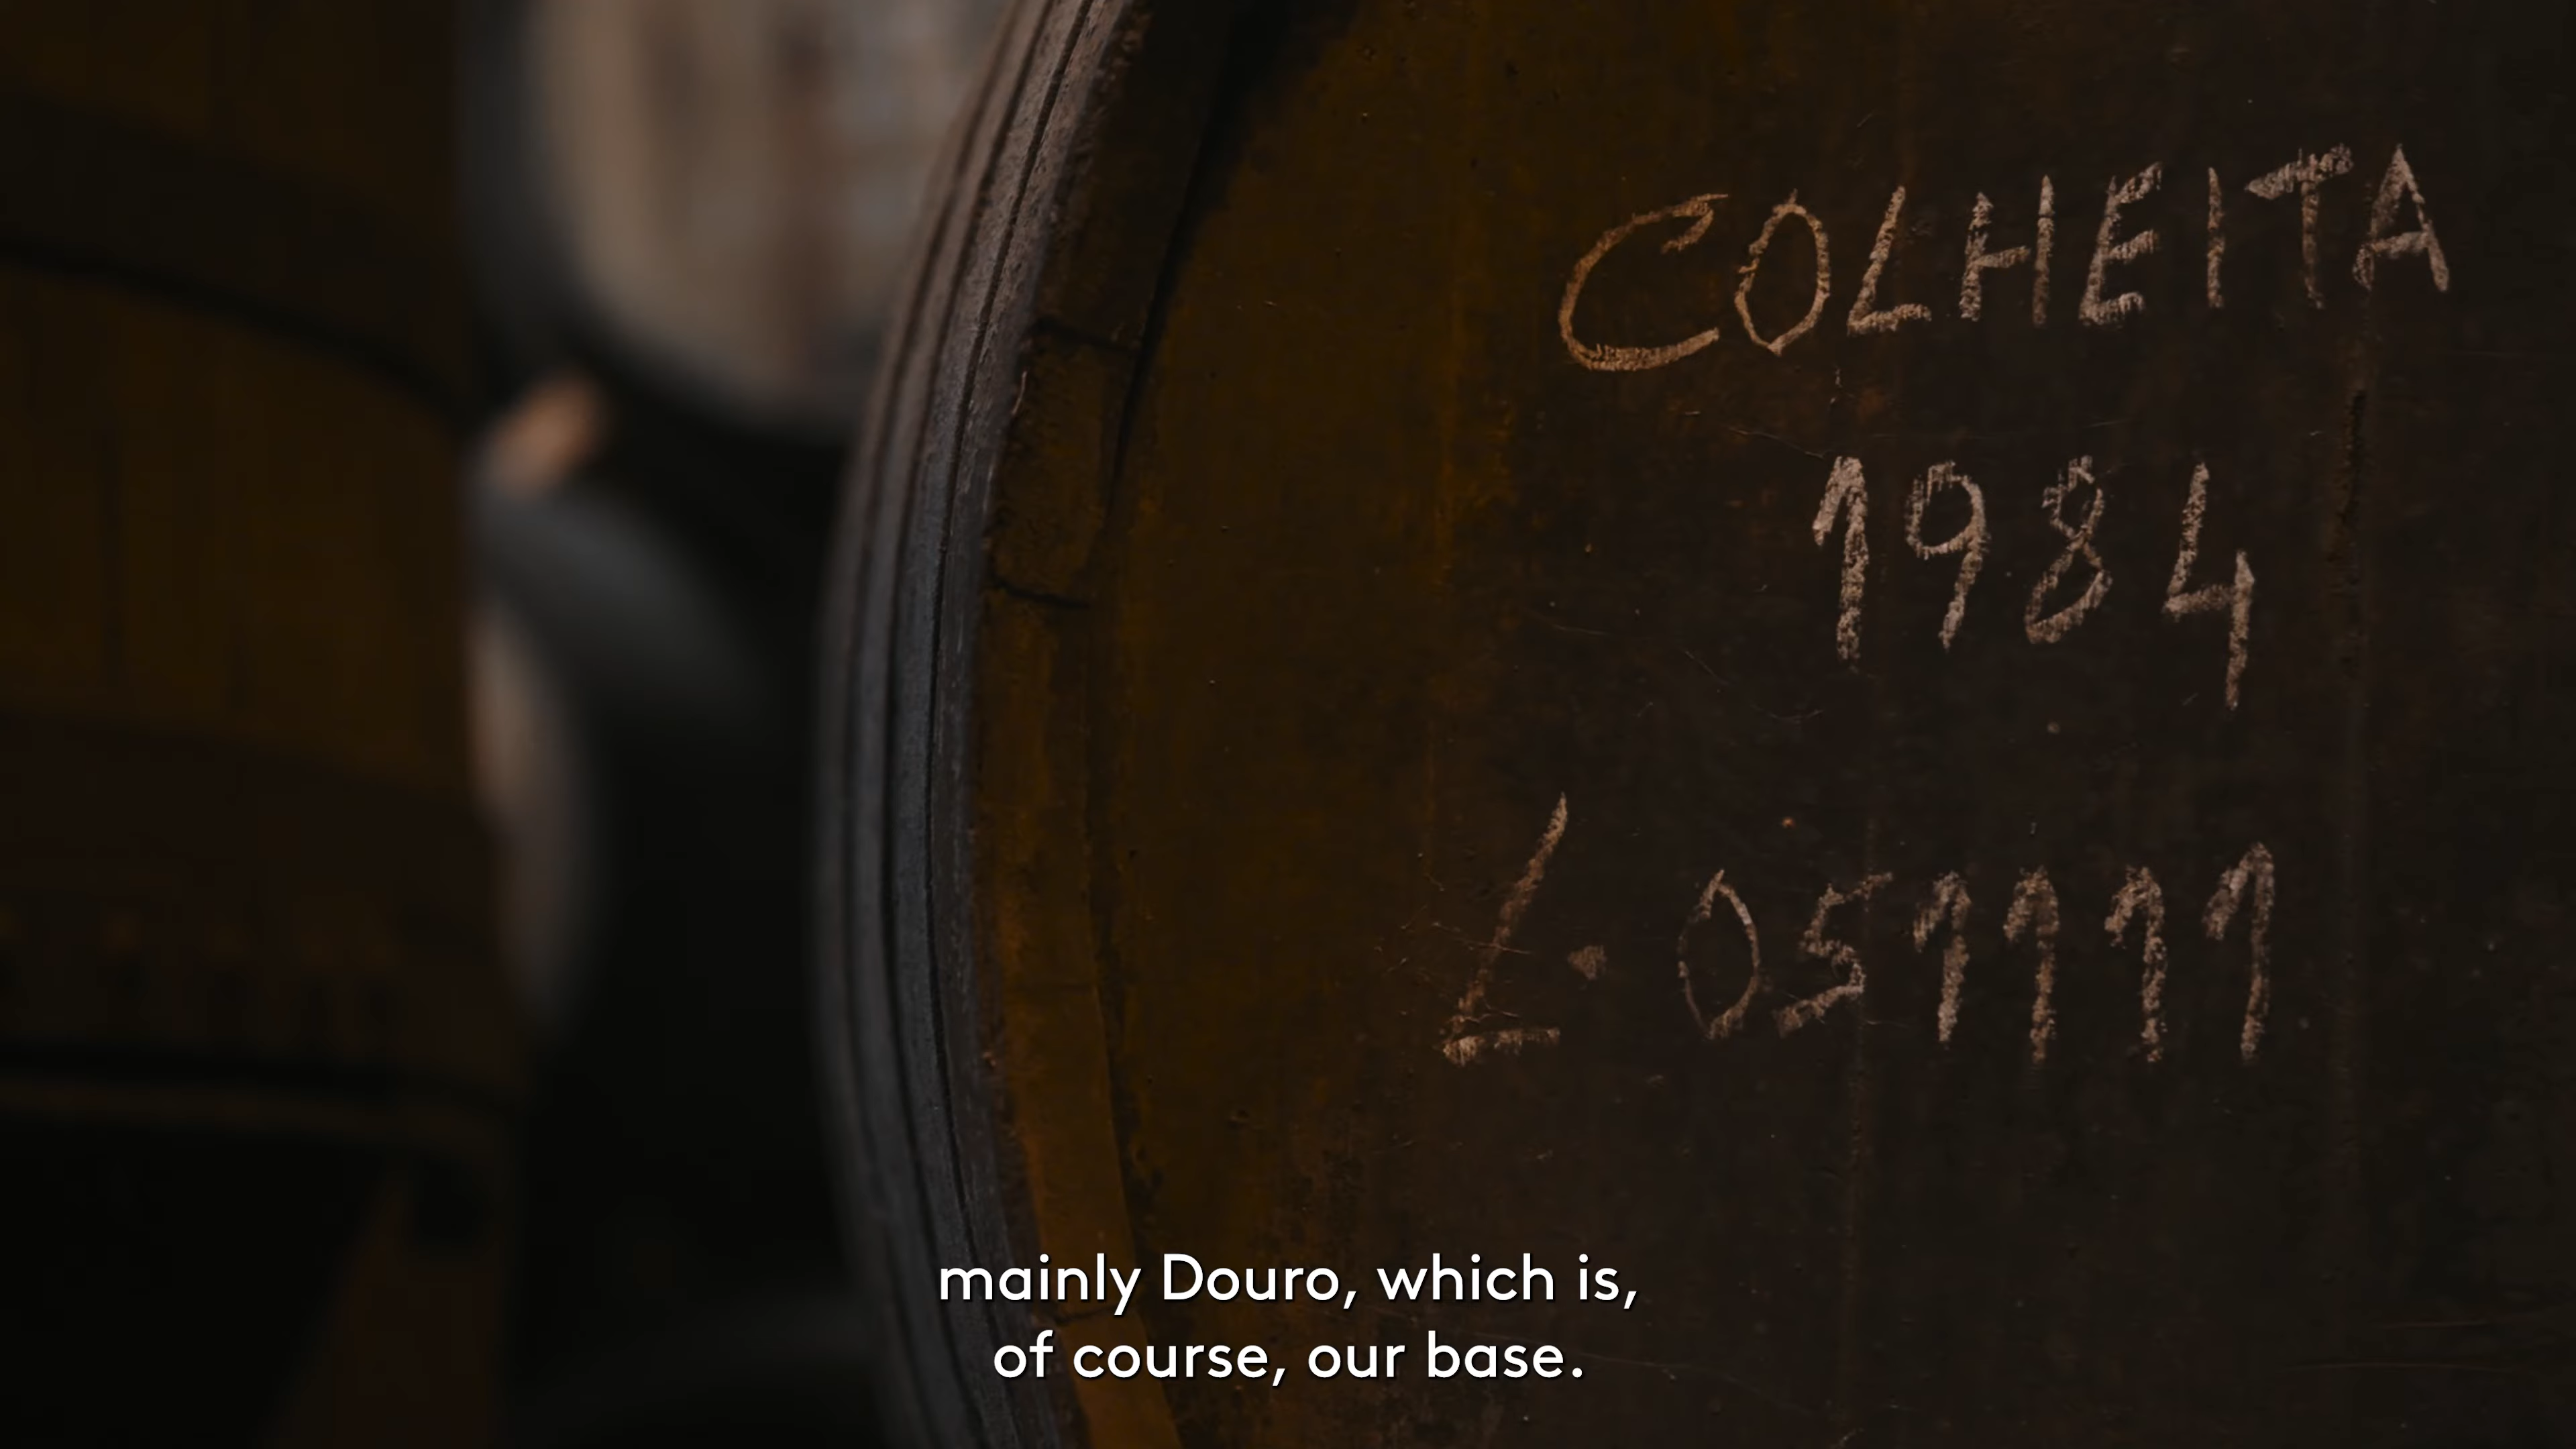 COLHEITA
1984
L. 051111
mainly Douro, which is,
of course, our base.